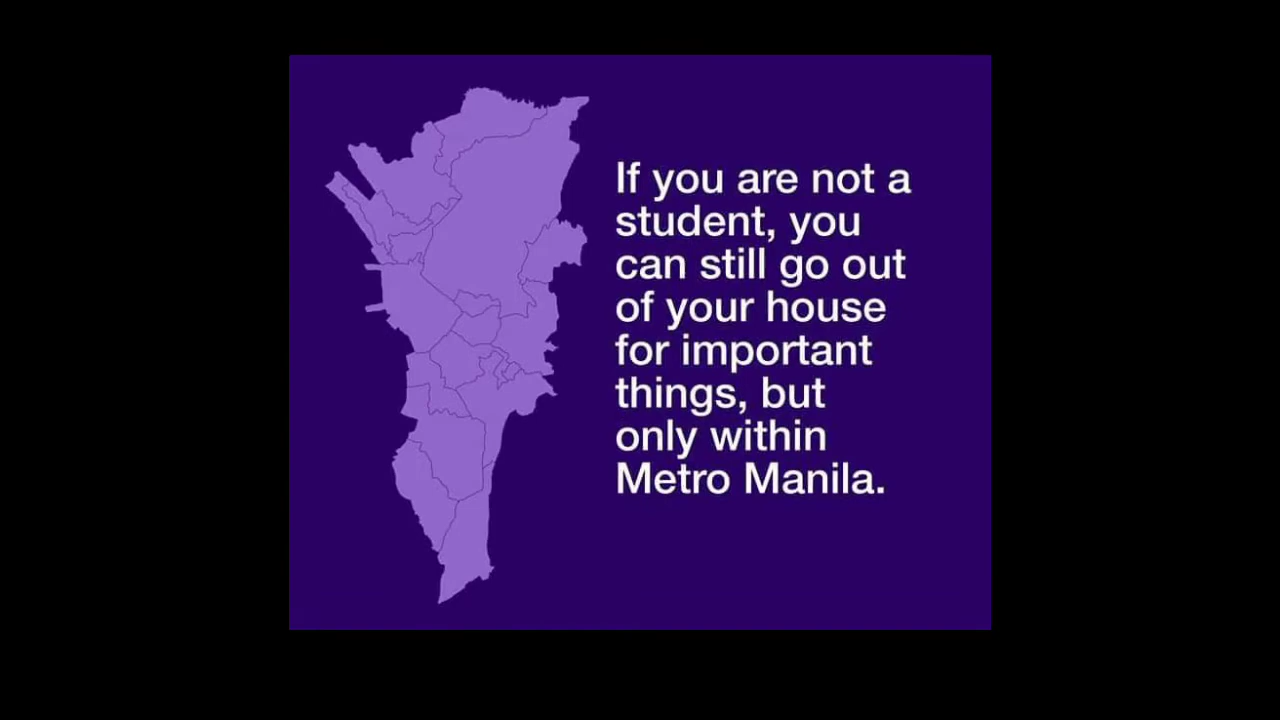 If you are not a
student, you
can still go out
of your house
for important
things, but
only within
Metro Manila.